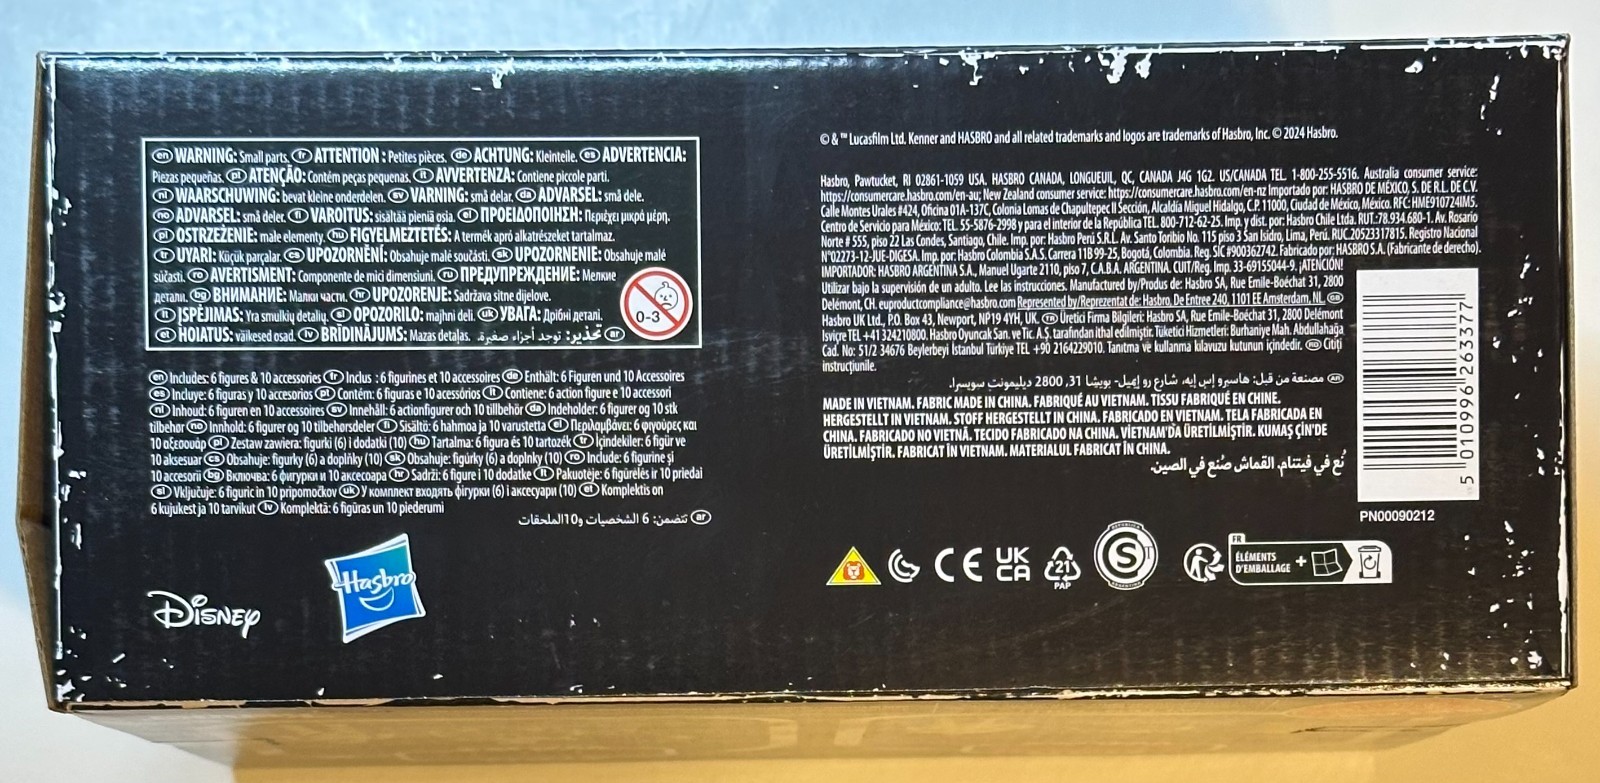 en WARNING: Small parts. fr ATTENTION : Petites pièces. de ACHTUNG: Kleinteile. es ADVERTENCIA:
Piezas pequeñas. pt ATENÇÃO: Contém peças pequenas. it AVVERTENZA: Contiene piccole parti.
nl WAARSCHUWING: bevat kleine onderdelen. sv VARNING: små delar. da ADVARSEL: små dele.
no ADVARSEL: små deler. fi VAROITUS: sisältää pieniä osia. el ΠΡΟΕΙΔΟΠΟΙΗΣΗ: Περιέχει μικρά μέρη.
pl OSTRZEŻENIE: małe elementy. hu FIGYELMEZTETÉS: A termék apró alkatrészeket tartalmaz.
tr UYARI: Küçük parçalar. cs UPOZORNĚNÍ: Obsahuje malé součásti. sk UPOZORNENIE: Obsahuje malé
súčasti. ro AVERTISMENT: Componente de mici dimensiuni. ru ПРЕДУПРЕЖДЕНИЕ: Мелкие
детали. bg ВНИМАНИЕ: Малки части. hr UPOZORENJE: Sadržava sitne dijelove.
lt ĮSPĖJIMAS: Yra smulkių detalių. sl OPOZORILO: majhni deli. uk УВАГА: Дрібні деталі.
et HOIATUS: väikesed osad. lv BRĪDINĀJUMS: Mazas detaļas. ar تحذير: توجد أجزاء صغيرة.
0-3
en Includes: 6 figures & 10 accessories fr Inclus : 6 figurines et 10 accessoires de Enthält: 6 Figuren und 10 Accessoires
es Incluye: 6 figuras y 10 accesorios pt Contém: 6 figuras e 10 acessórios it Contiene: 6 action figure e 10 accessori
nl Inhoud: 6 figuren en 10 accessoires sv Innehåll: 6 actionfigurer och 10 tillbehör da Indeholder: 6 figurer og 10 stk
tilbehør no Innhold: 6 figurer og 10 tilbehørsdeler fi Sisältö: 6 hahmoa ja 10 varustetta el Περιλαμβάνει: 6 φιγούρες και
10 αξεσουάρ pl Zestaw zawiera: figurki (6) i dodatki (10) hu Tartalma: 6 figura és 10 tartozék tr İçindekiler: 6 figür ve
10 aksesuar cs Obsahuje: figurky (6) a doplňky (10) sk Obsahuje: figúrky (6) a doplnky (10) ro Include: 6 figurine și
10 accesorii bg Включва: 6 фигурки и 10 аксесоара hr Sadrži: 6 figure i 10 dodatke lt Pakuotėje: 6 figūrėlės ir 10 priedai
sl Vključuje: 6 figuric in 10 pripomočkov uk У комплект входять фігурки (6) і аксесуари (10) et Komplektis on
6 kujukest ja 10 tarvikut lv Komplektā: 6 figūras un 10 piederumi
ar تتضمن: 6 الشخصيات و10الملحقات
Disney
Hasbro
© & ™ Lucasfilm Ltd. Kenner and HASBRO and all related trademarks and logos are trademarks of Hasbro, Inc. © 2024 Hasbro.
Hasbro, Pawtucket, RI 02861-1059 USA. HASBRO CANADA, LONGUEUIL, QC, CANADA J4G 1G2. US/CANADA TEL. 1-800-255-5516. Australia consumer service:
https://consumercare.hasbro.com/en-au; New Zealand consumer service: https://consumercare.hasbro.com/en-nz Importado por: HASBRO DE MÉXICO, S. DE R.L. DE C.V.
Calle Montes Urales #424, Oficina 01A-137C, Colonia Lomas de Chapultepec II Sección, Alcaldía Miguel Hidalgo, C.P. 11000, Ciudad de México, México. RFC: HME910724IM5.
Centro de Servicio para México: TEL. 55-5876-2998 y para el interior de la República TEL. 800-712-62-25. Imp. y dist. por: Hasbro Chile Ltda. RUT.:78.934.680-1. Av. Rosario
Norte # 555, piso 22 Las Condes, Santiago, Chile. Imp. por: Hasbro Perú S.R.L. Av. Santo Toribio No. 115 piso 3 San Isidro, Lima, Perú. RUC 20523317815. Registro Nacional
N°02273-12-JUE-DIGESA. Imp. por: Hasbro Colombia S.A.S. Carrera 11B 99-25, Bogotá, Colombia. Reg. SIC #900362742. Fabricado por: HASBRO S.A. (Fabricante de derecho).
IMPORTADOR: HASBRO ARGENTINA S.A., Manuel Ugarte 2110, piso 7, C.A.B.A. ARGENTINA. CUIT/Reg. Imp. 33-69155044-9. ¡ATENCIÓN!
Utilizar bajo la supervisión de un adulto. Lee las instrucciones. Manufactured by/Produs de: Hasbro SA, Rue Emile-Boéchat 31, 2800
Delémont, CH. euproductcompliance@hasbro.com Represented by/Reprezentat de: Hasbro, De Entree 240, 1101 EE Amsterdam, NL. GB
Hasbro UK Ltd., P.O. Box 43, Newport, NP19 4YH, UK. TR Üretici Firma Bilgileri: Hasbro SA, Rue Emile-Boéchat 31, 2800 Delémont
İsviçre TEL +41 324210800. Hasbro Oyuncak San. ve Tic. A.Ş. tarafından ithal edilmiştir. Tüketici Hizmetleri: Burhaniye Mah. Abdullahağa
Cad. No: 51/2 34676 Beylerbeyi İstanbul Türkiye TEL +90 2164229010. Tanıtma ve kullanma kılavuzu kutunun içindedir. RO Citiți
instrucțiunile.
AR مصنعة من قبل: هاسبرو إس إيه، شارع رو إميل- بويشا 31، 2800 ديليمونت سويسرا.
MADE IN VIETNAM. FABRIC MADE IN CHINA. FABRIQUÉ AU VIETNAM. TISSU FABRIQUÉ EN CHINE.
HERGESTELLT IN VIETNAM. STOFF HERGESTELLT IN CHINA. FABRICADO EN VIETNAM. TELA FABRICADA EN
CHINA. FABRICADO NO VIETNÃ. TECIDO FABRICADO NA CHINA. VİETNAM'DA ÜRETİLMİŞTİR. KUMAŞ ÇİN'DE
ÜRETİLMİŞTİR. FABRICAT ÎN VIETNAM. MATERIALUL FABRICAT ÎN CHINA.
نع في فيتنام. القماش صُنع في الصين.
5 010996 263377
PN00090212
CE
UK
CA
21
PAP
S
FR
ÉLÉMENTS
D'EMBALLAGE
+